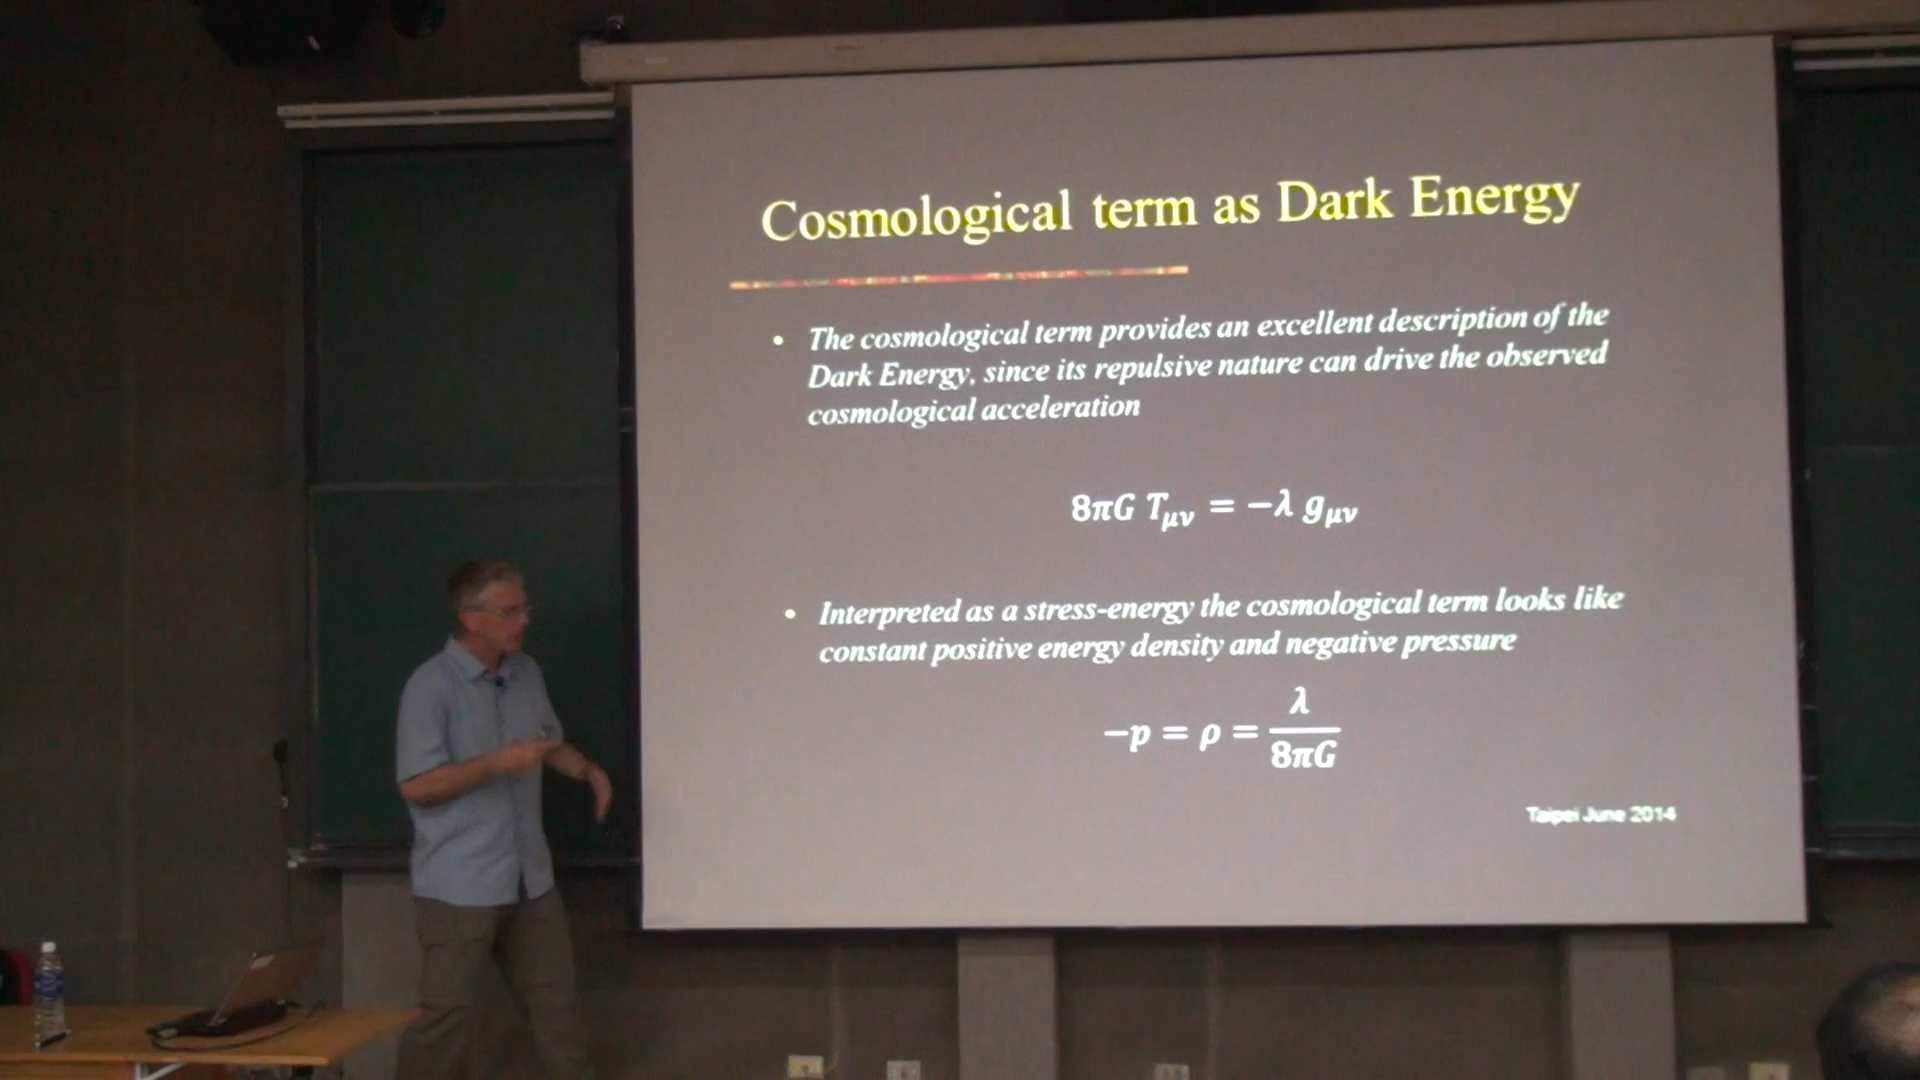 Cosmological term as Dark Energy
• The cosmological term provides an excellent description of the
Dark Energy, since its repulsive nature can drive the observed
cosmological acceleration
8πG Tμν = −λ gμν
• Interpreted as a stress-energy the cosmological term looks like
constant positive energy density and negative pressure
−p = ρ = λ / 8πG
Taipei June 2014